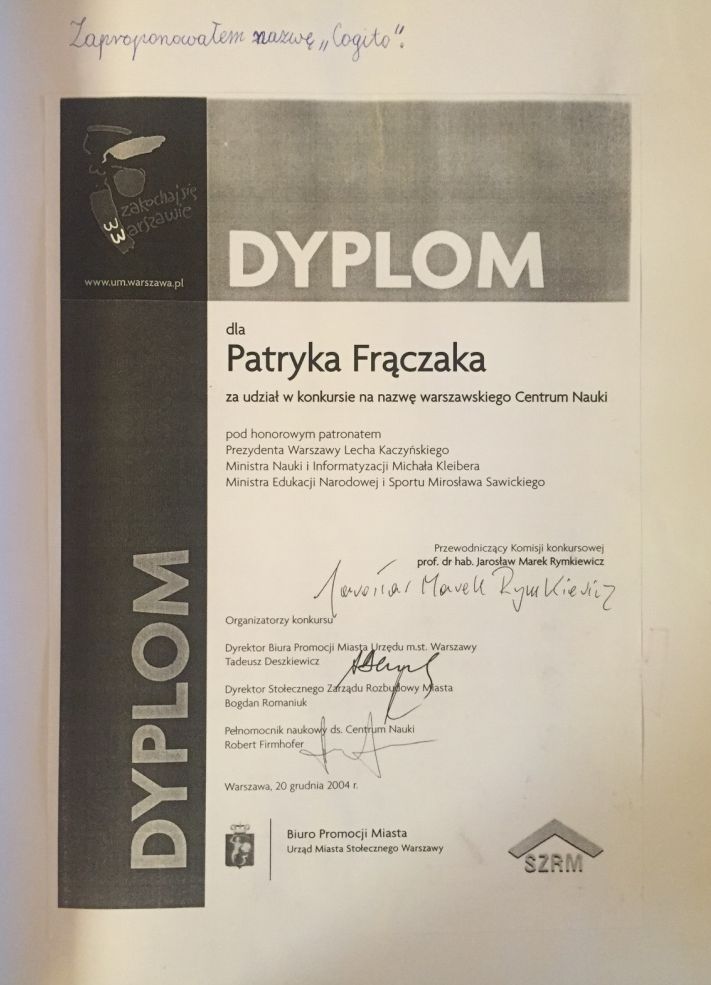 Zaproponowałem nazwę „Cogito”.
zakochaj się
w warszawie
www.um.warszawa.pl
DYPLOM
dla
Patryka Frączaka
za udział w konkursie na nazwę warszawskiego Centrum Nauki
pod honorowym patronatem
Prezydenta Warszawy Lecha Kaczyńskiego
Ministra Nauki i Informatyzacji Michała Kleibera
Ministra Edukacji Narodowej i Sportu Mirosława Sawickiego
Przewodniczący Komisji konkursowej
prof. dr hab. Jarosław Marek Rymkiewicz
Jarosław Marek Rymkiewicz
Organizatorzy konkursu
Dyrektor Biura Promocji Miasta Urzędu m.st. Warszawy
Tadeusz Deszkiewicz
Dyrektor Stołecznego Zarządu Rozbudowy Miasta
Bogdan Romaniuk
Pełnomocnik naukowy ds. Centrum Nauki
Robert Firmhofer
Warszawa, 20 grudnia 2004 r.
DYPLOM
Biuro Promocji Miasta
Urząd Miasta Stołecznego Warszawy
SZRM